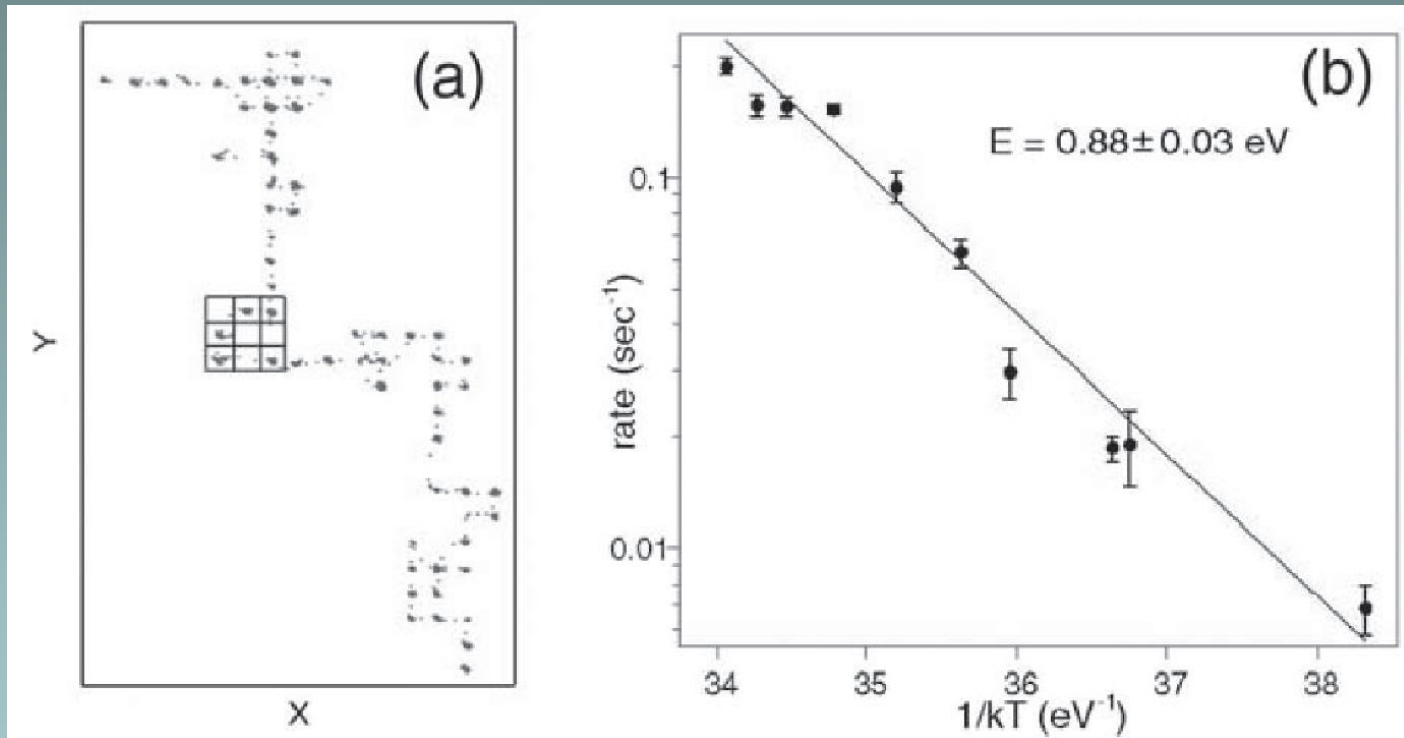 (a)
Y
X
(b)
E = 0.88±0.03 eV
0.1
0.01
rate (sec⁻¹)
34 35 36 37 38
1/kT (eV⁻¹)